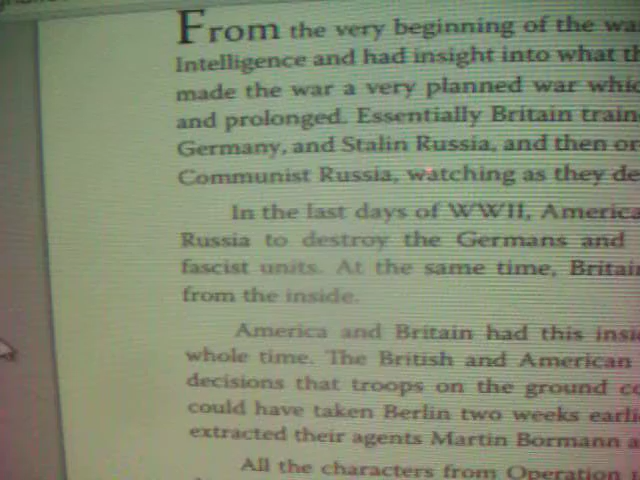 From the very beginning of the wa
Intelligence and had insight into what th
made the war a very planned war whic
and prolonged. Essentially Britain train
Germany, and Stalin Russia, and then or
Communist Russia, watching as they de
In the last days of WWII, America
Russia to destroy the Germans and
fascist units. At the same time, Britain
from the inside.
America and Britain had this insi
whole time. The British and American
decisions that troops on the ground co
could have taken Berlin two weeks earli
extracted their agents Martin Bormann a
All the characters from Operation